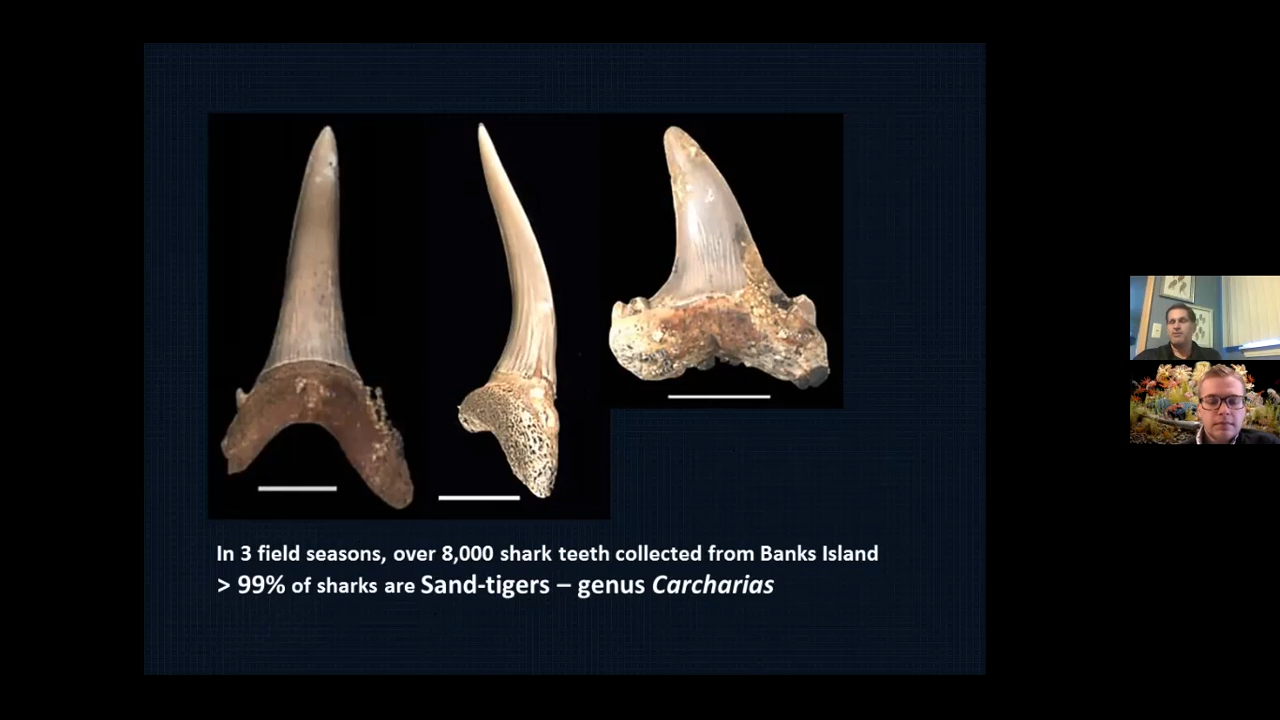 In 3 field seasons, over 8,000 shark teeth collected from Banks Island
> 99% of sharks are Sand-tigers – genus Carcharias